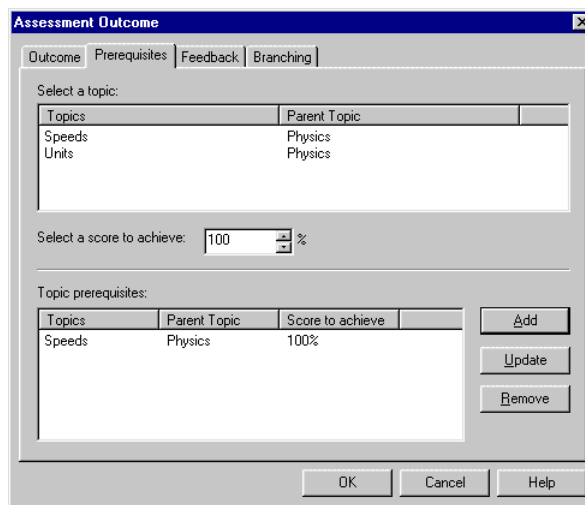 Assessment Outcome
Outcome Prerequisites Feedback Branching
Select a topic:
Topics Parent Topic
Speeds Physics
Units Physics
Select a score to achieve: 100 %
Topic prerequisites:
Topics Parent Topic Score to achieve
Speeds Physics 100%
Add
Update
Remove
OK Cancel Help